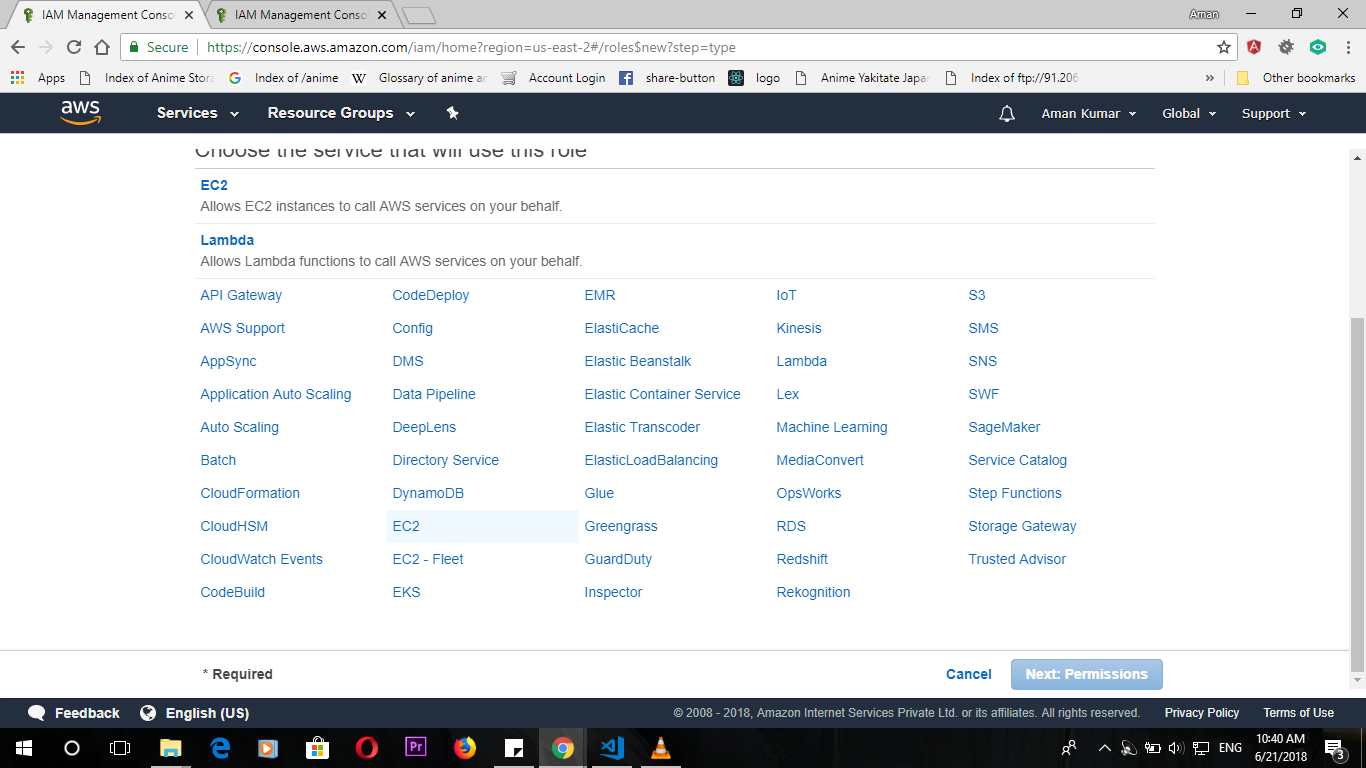 IAM Management Conso
IAM Management Conso
Aman
Secure
https://console.aws.amazon.com/iam/home?region=us-east-2#/roles$new?step=type
Apps
Index of Anime Stora
Index of /anime
Glossary of anime an
Account Login
share-button
logo
Anime Yakitate Japan
Index of ftp://91.206
»
Other bookmarks
aws
Services
Resource Groups
Aman Kumar
Global
Support
Choose the service that will use this role
EC2
Allows EC2 instances to call AWS services on your behalf.
Lambda
Allows Lambda functions to call AWS services on your behalf.
API Gateway CodeDeploy EMR IoT S3
AWS Support Config ElastiCache Kinesis SMS
AppSync DMS Elastic Beanstalk Lambda SNS
Application Auto Scaling Data Pipeline Elastic Container Service Lex SWF
Auto Scaling DeepLens Elastic Transcoder Machine Learning SageMaker
Batch Directory Service ElasticLoadBalancing MediaConvert Service Catalog
CloudFormation DynamoDB Glue OpsWorks Step Functions
CloudHSM EC2 Greengrass RDS Storage Gateway
CloudWatch Events EC2 - Fleet GuardDuty Redshift Trusted Advisor
CodeBuild EKS Inspector Rekognition
* Required
Cancel
Next: Permissions
Feedback
English (US)
© 2008 - 2018, Amazon Internet Services Private Ltd. or its affiliates. All rights reserved.
Privacy Policy
Terms of Use
Pr
ENG
10:40 AM
6/21/2018
3